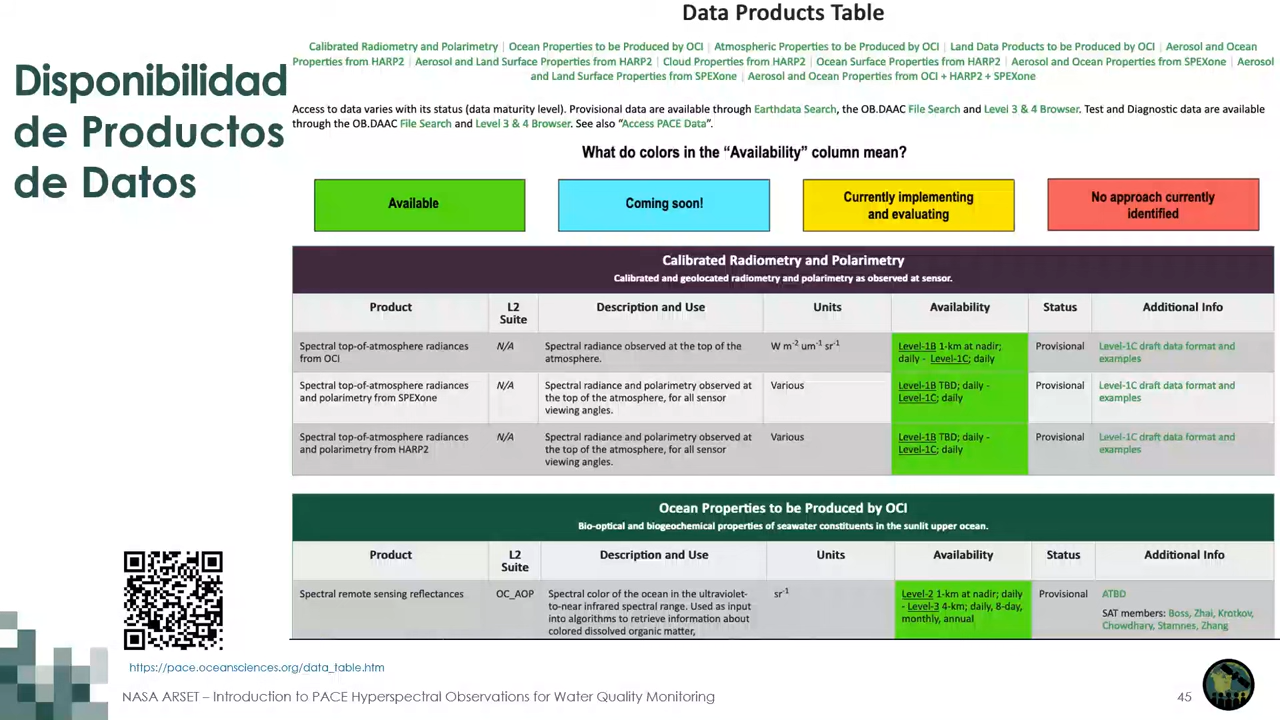 Disponibilidad
de Productos
de Datos
Data Products Table
Calibrated Radiometry and Polarimetry | Ocean Properties to be Produced by OCI | Atmospheric Properties to be Produced by OCI | Land Data Products to be Produced by OCI | Aerosol and Ocean
Properties from HARP2 | Aerosol and Land Surface Properties from HARP2 | Cloud Properties from HARP2 | Ocean Surface Properties from HARP2 | Aerosol and Ocean Properties from SPEXone | Aerosol
and Land Surface Properties from SPEXone | Aerosol and Ocean Properties from OCI + HARP2 + SPEXone
Access to data varies with its status (data maturity level). Provisional data are available through Earthdata Search, the OB.DAAC File Search and Level 3 & 4 Browser. Test and Diagnostic data are available
through the OB.DAAC File Search and Level 3 & 4 Browser. See also “Access PACE Data”.
What do colors in the “Availability” column mean?
Available
Coming soon!
Currently implementing
and evaluating
No approach currently
identified
Calibrated Radiometry and Polarimetry
Calibrated and geolocated radiometry and polarimetry as observed at sensor.
Product
L2
Suite
Description and Use
Units
Availability
Status
Additional Info
Spectral top-of-atmosphere radiances
from OCI
N/A
Spectral radiance observed at the top of the
atmosphere.
W m-2 um-1 sr-1
Level-1B 1-km at nadir;
daily - Level-1C; daily
Provisional
Level-1C draft data format and
examples
Spectral top-of-atmosphere radiances
and polarimetry from SPEXone
N/A
Spectral radiance and polarimetry observed at
the top of the atmosphere, for all sensor
viewing angles.
Various
Level-1B TBD; daily -
Level-1C; daily
Provisional
Level-1C draft data format and
examples
Spectral top-of-atmosphere radiances
and polarimetry from HARP2
N/A
Spectral radiance and polarimetry observed at
the top of the atmosphere, for all sensor
viewing angles.
Various
Level-1B TBD; daily -
Level-1C; daily
Provisional
Level-1C draft data format and
examples
Ocean Properties to be Produced by OCI
Bio-optical and biogeochemical properties of seawater constituents in the sunlit upper ocean.
Product
L2
Suite
Description and Use
Units
Availability
Status
Additional Info
Spectral remote sensing reflectances
OC_AOP
Spectral color of the ocean in the ultraviolet-
to-near infrared spectral range. Used as input
into algorithms to retrieve information about
colored dissolved organic matter,
sr-1
Level-2 1-km at nadir; daily
- Level-3 4-km; daily, 8-day,
monthly, annual
Provisional
ATBD
SAT members: Boss, Zhai, Krotkov,
Chowdhary, Stamnes, Zhang
https://pace.oceansciences.org/data_table.htm
NASA ARSET – Introduction to PACE Hyperspectral Observations for Water Quality Monitoring
45